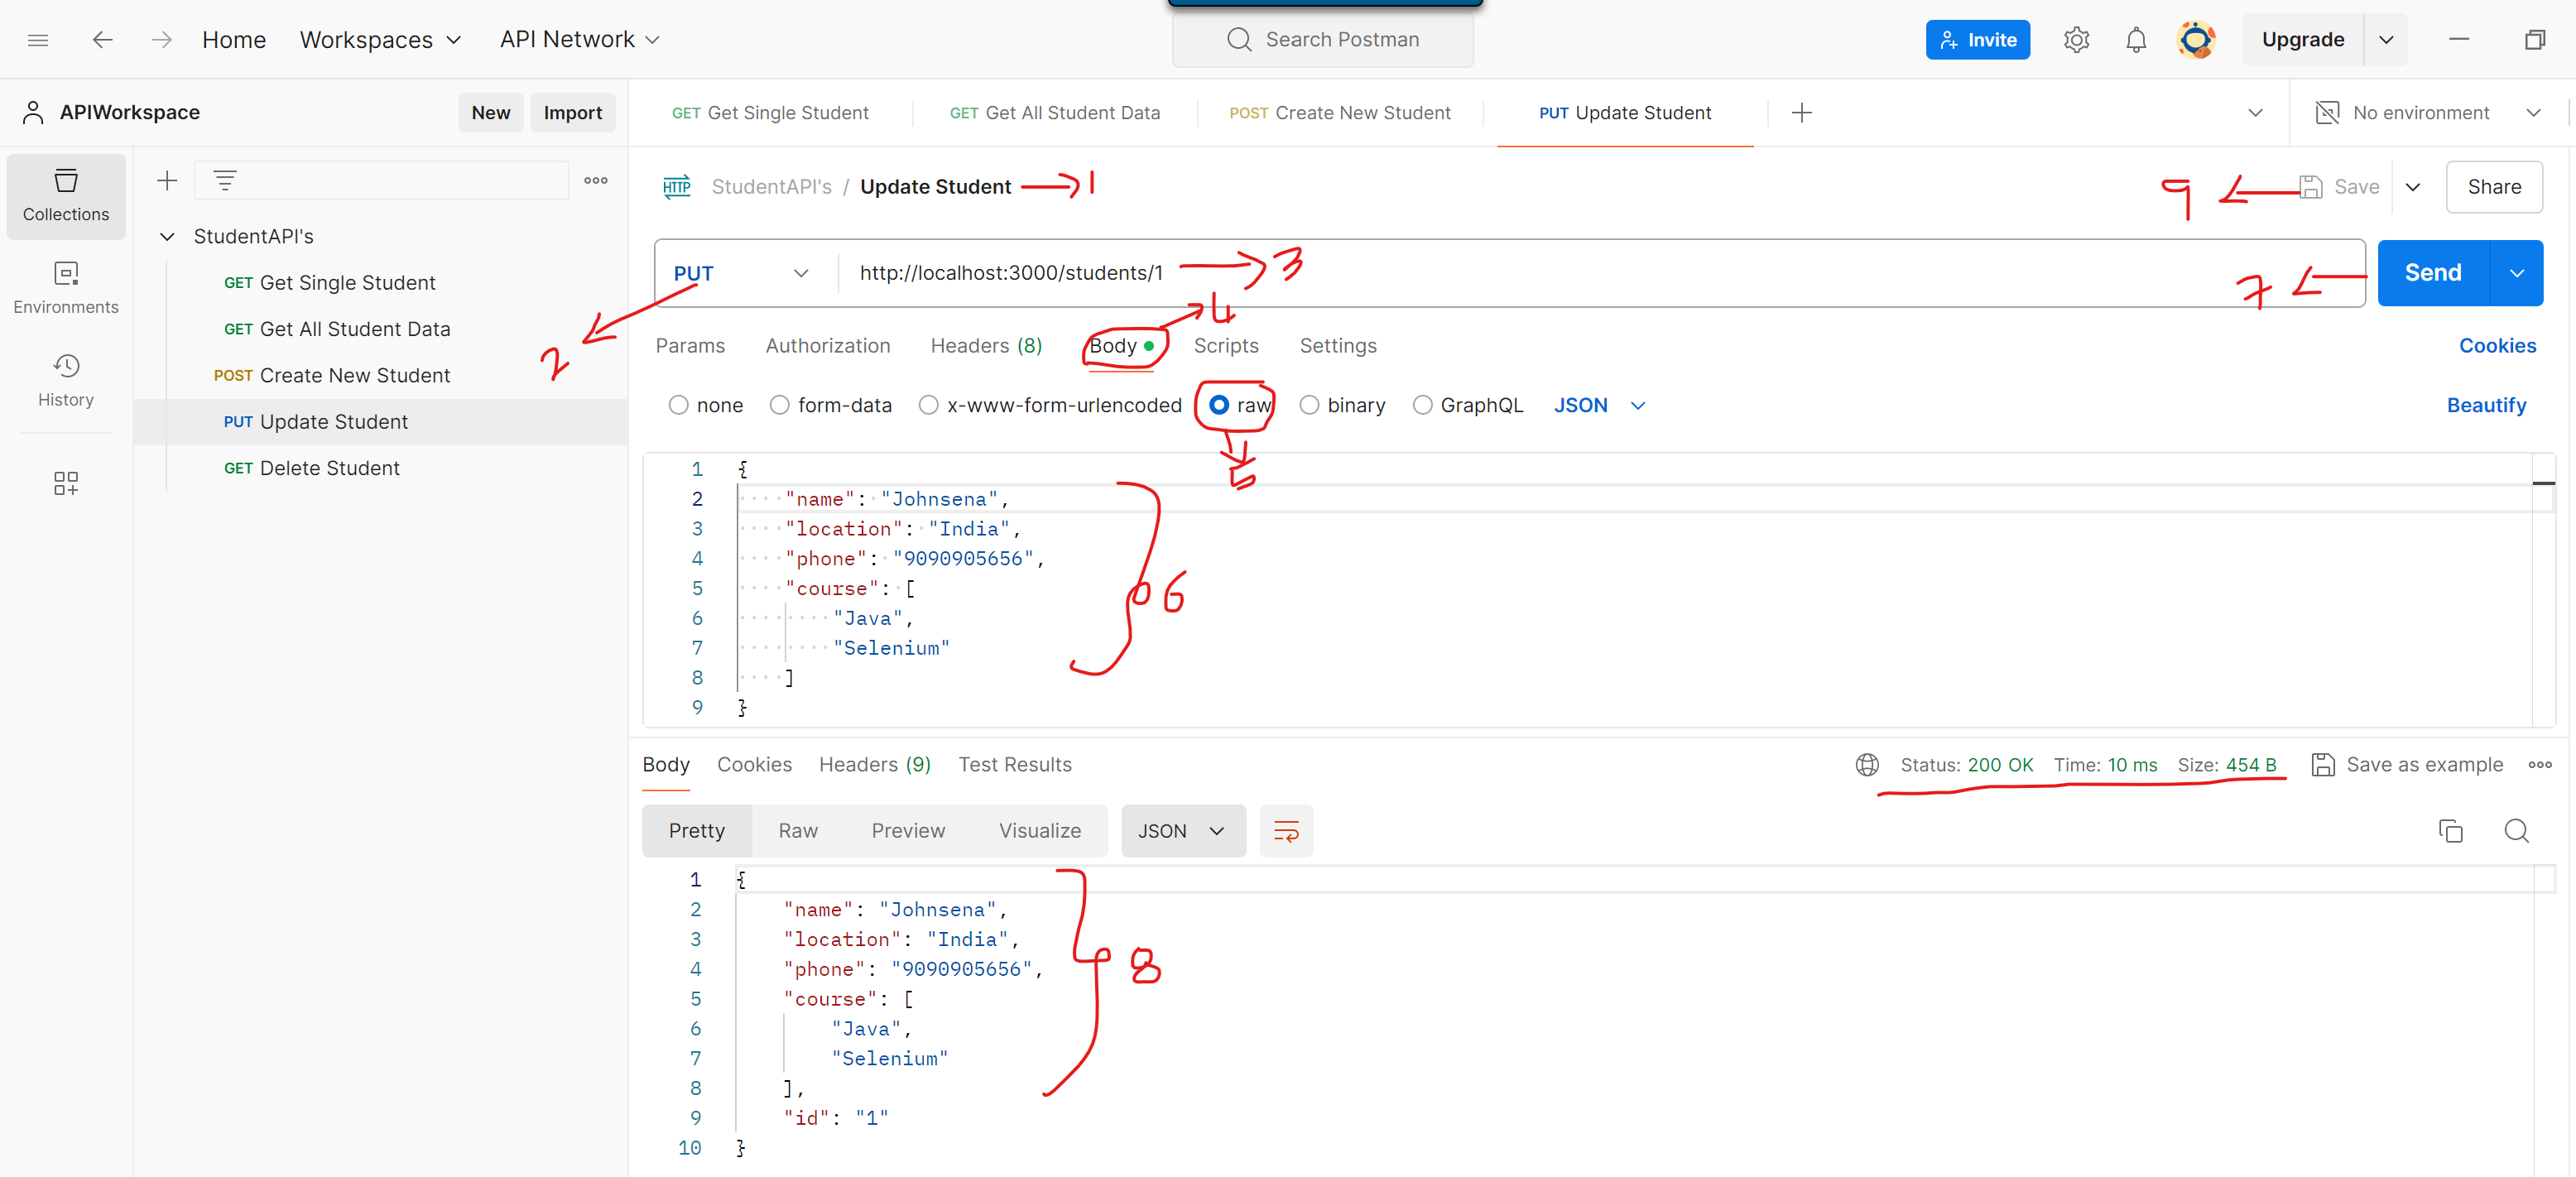 Home Workspaces API Network Search Postman Invite Upgrade
APIWorkspace New Import GET Get Single Student GET Get All Student Data POST Create New Student PUT Update Student No environment
Collections
Environments
History
StudentAPI's
GET Get Single Student
GET Get All Student Data
POST Create New Student
PUT Update Student
GET Delete Student
HTTP StudentAPI's / Update Student 1 9 Save Share
PUT http://localhost:3000/students/1 3 7 Send
2 4
Params Authorization Headers (8) Body Scripts Settings Cookies
none form-data x-www-form-urlencoded raw binary GraphQL JSON Beautify
5
1 {
2 "name": "Johnsena",
3 "location": "India",
4 "phone": "9090905656",
5 "course": [
6 "Java",
7 "Selenium"
8 ]
9 }
6
Body Cookies Headers (9) Test Results Status: 200 OK Time: 10 ms Size: 454 B Save as example
Pretty Raw Preview Visualize JSON
1 {
2 "name": "Johnsena",
3 "location": "India",
4 "phone": "9090905656",
5 "course": [
6 "Java",
7 "Selenium"
8 ],
9 "id": "1"
10 }
8